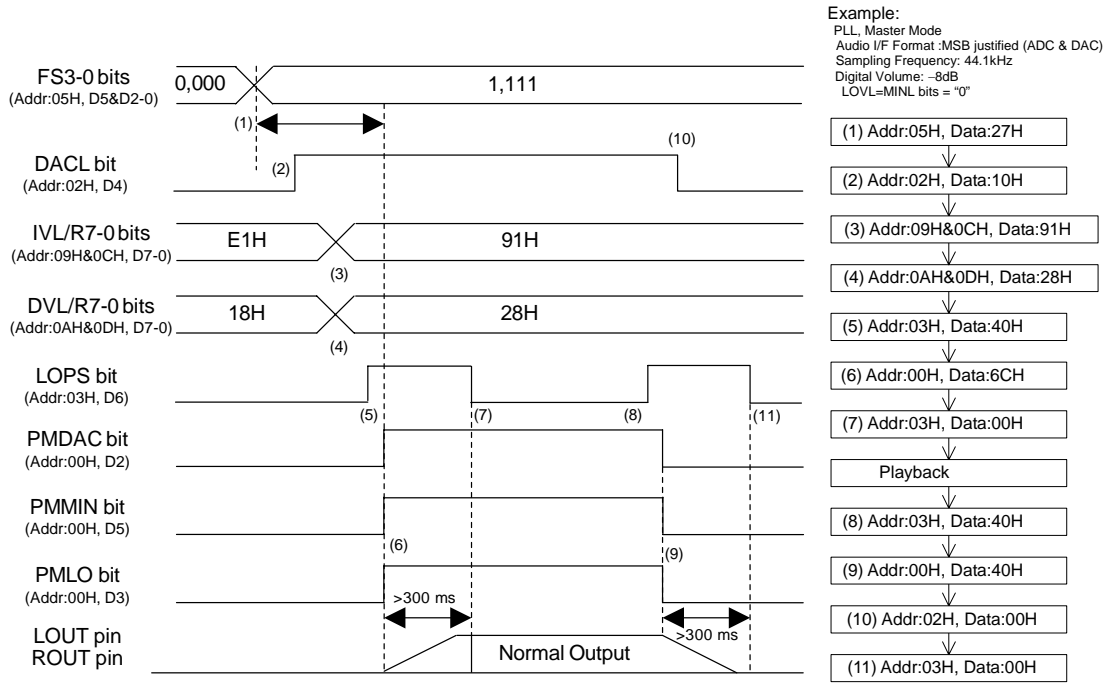 Example:
PLL, Master Mode
Audio I/F Format :MSB justified (ADC & DAC)
Sampling Frequency: 44.1kHz
Digital Volume: −8dB
LOVL=MINL bits = “0”
FS3-0 bits
(Addr:05H, D5&D2-0)
0,000
1,111
(1)
DACL bit
(Addr:02H, D4)
(2)
(10)
IVL/R7-0 bits
(Addr:09H&0CH, D7-0)
E1H
91H
(3)
DVL/R7-0 bits
(Addr:0AH&0DH, D7-0)
18H
28H
(4)
LOPS bit
(Addr:03H, D6)
(5)
(7)
(8)
(11)
PMDAC bit
(Addr:00H, D2)
PMMIN bit
(Addr:00H, D5)
(6)
(9)
PMLO bit
(Addr:00H, D3)
>300 ms
>300 ms
LOUT pin
ROUT pin
Normal Output
(1) Addr:05H, Data:27H
(2) Addr:02H, Data:10H
(3) Addr:09H&0CH, Data:91H
(4) Addr:0AH&0DH, Data:28H
(5) Addr:03H, Data:40H
(6) Addr:00H, Data:6CH
(7) Addr:03H, Data:00H
Playback
(8) Addr:03H, Data:40H
(9) Addr:00H, Data:40H
(10) Addr:02H, Data:00H
(11) Addr:03H, Data:00H